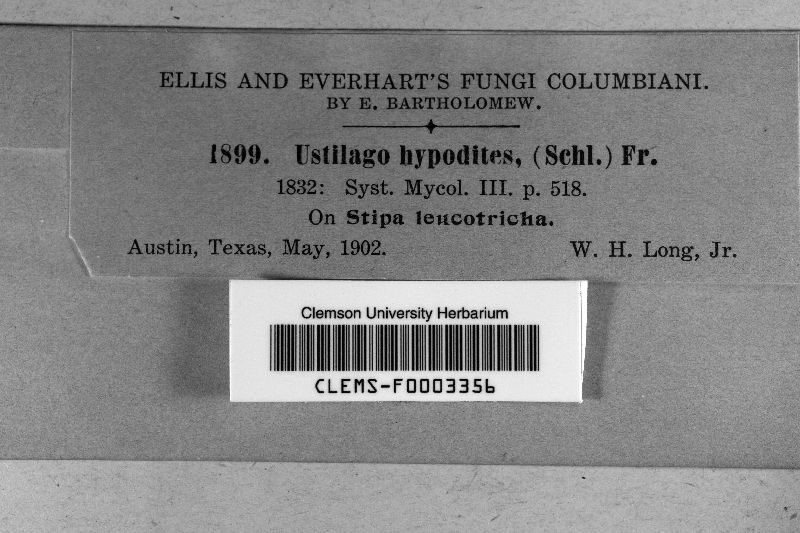 ELLIS AND EVERHART'S FUNGI COLUMBIANI.
BY E. BARTHOLOMEW.
1899. Ustilago hypodites, (Schl.) Fr.
1832: Syst. Mycol. III. p. 518.
On Stipa leucotricha.
Austin, Texas, May, 1902. W. H. Long, Jr.
Clemson University Herbarium
CLEMS-F0003356